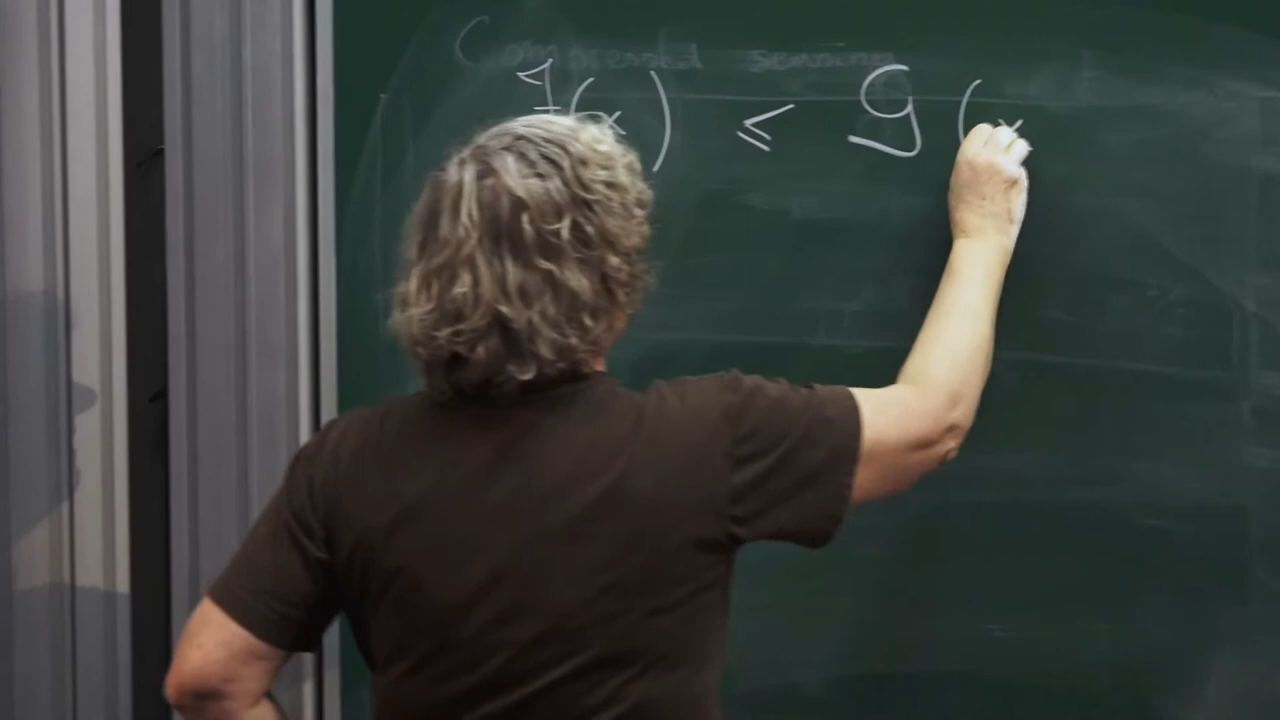 Compressed sensing
f(x) ≤ g(x